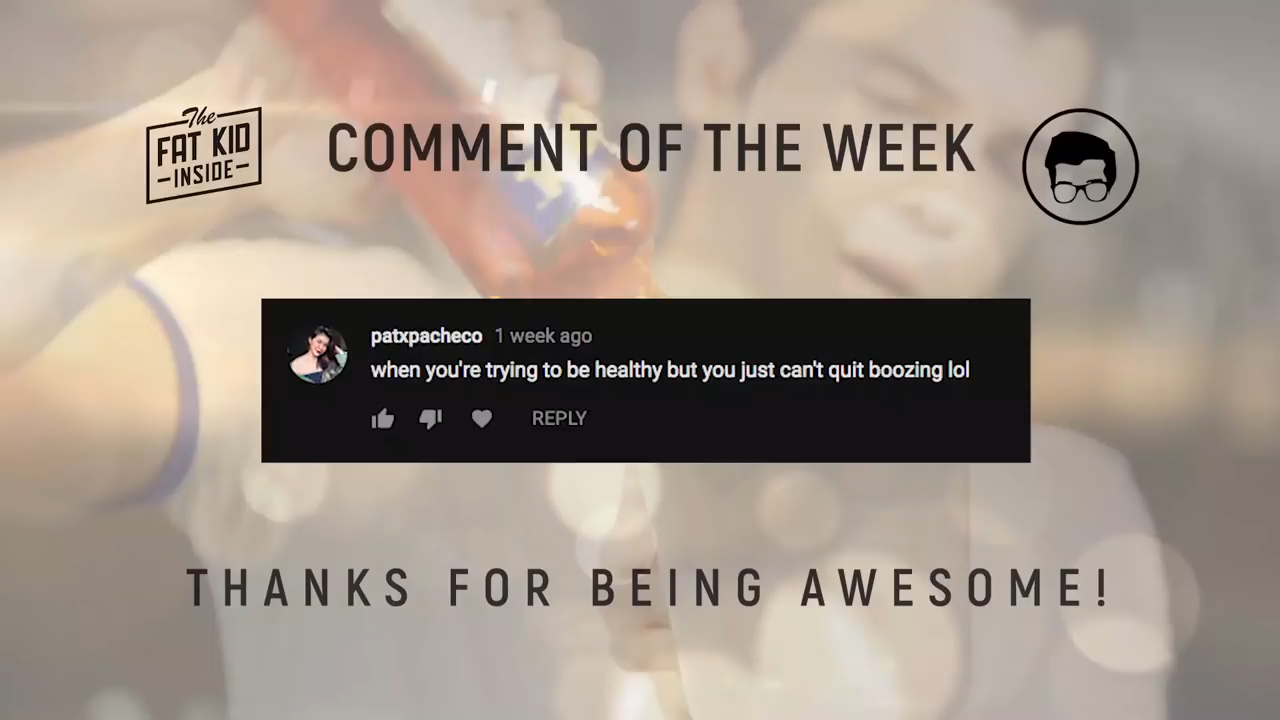 The
FAT KID
INSIDE
COMMENT OF THE WEEK
patxpacheco 1 week ago
when you're trying to be healthy but you just can't quit boozing lol
REPLY
THANKS FOR BEING AWESOME!